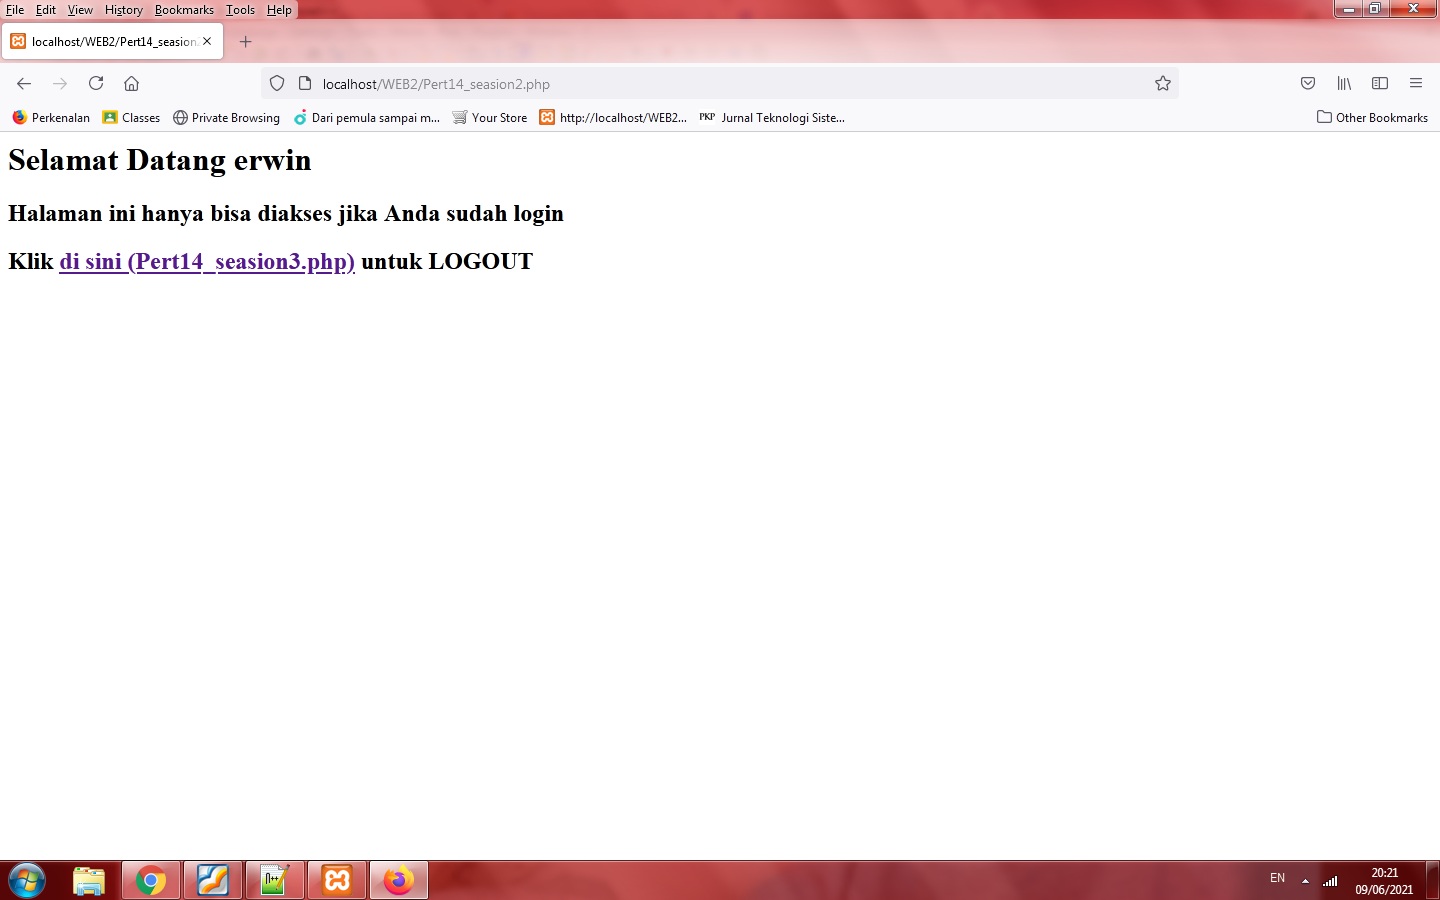 File Edit View History Bookmarks Tools Help
localhost/WEB2/Pert14_seasion
localhost/WEB2/Pert14_seasion2.php
Perkenalan Classes Private Browsing Dari pemula sampai m... Your Store http://localhost/WEB2... PKP Jurnal Teknologi Siste... Other Bookmarks
Selamat Datang erwin
Halaman ini hanya bisa diakses jika Anda sudah login
Klik di sini (Pert14_seasion3.php) untuk LOGOUT
EN
20:21
09/06/2021